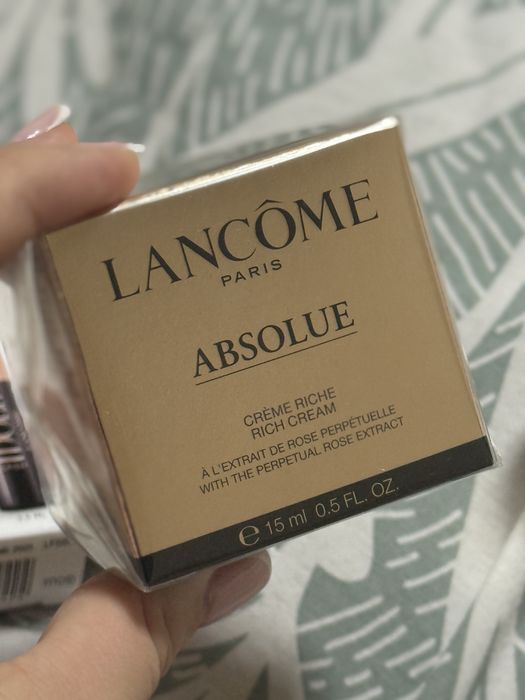 LANCÔME
PARIS
ABSOLUE
CRÈME RICHE
RICH CREAM
À L'EXTRAIT DE ROSE PERPÉTUELLE
WITH THE PERPETUAL ROSE EXTRACT
e 15 ml 0.5 FL. OZ.